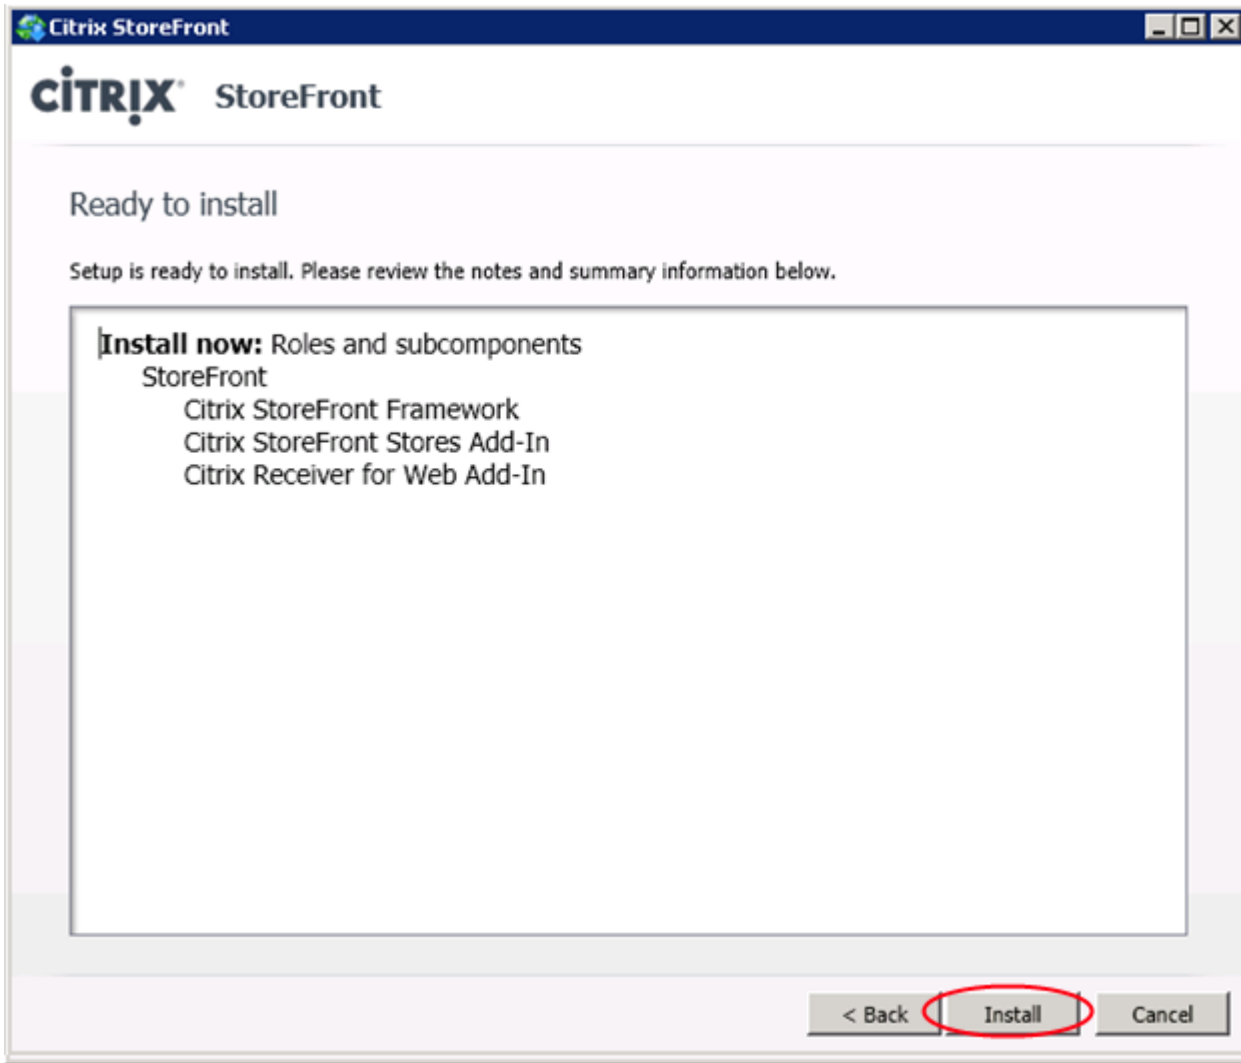 Citrix StoreFront
CİTRIX StoreFront
Ready to install
Setup is ready to install. Please review the notes and summary information below.
Install now: Roles and subcomponents
StoreFront
Citrix StoreFront Framework
Citrix StoreFront Stores Add-In
Citrix Receiver for Web Add-In
< Back Install Cancel